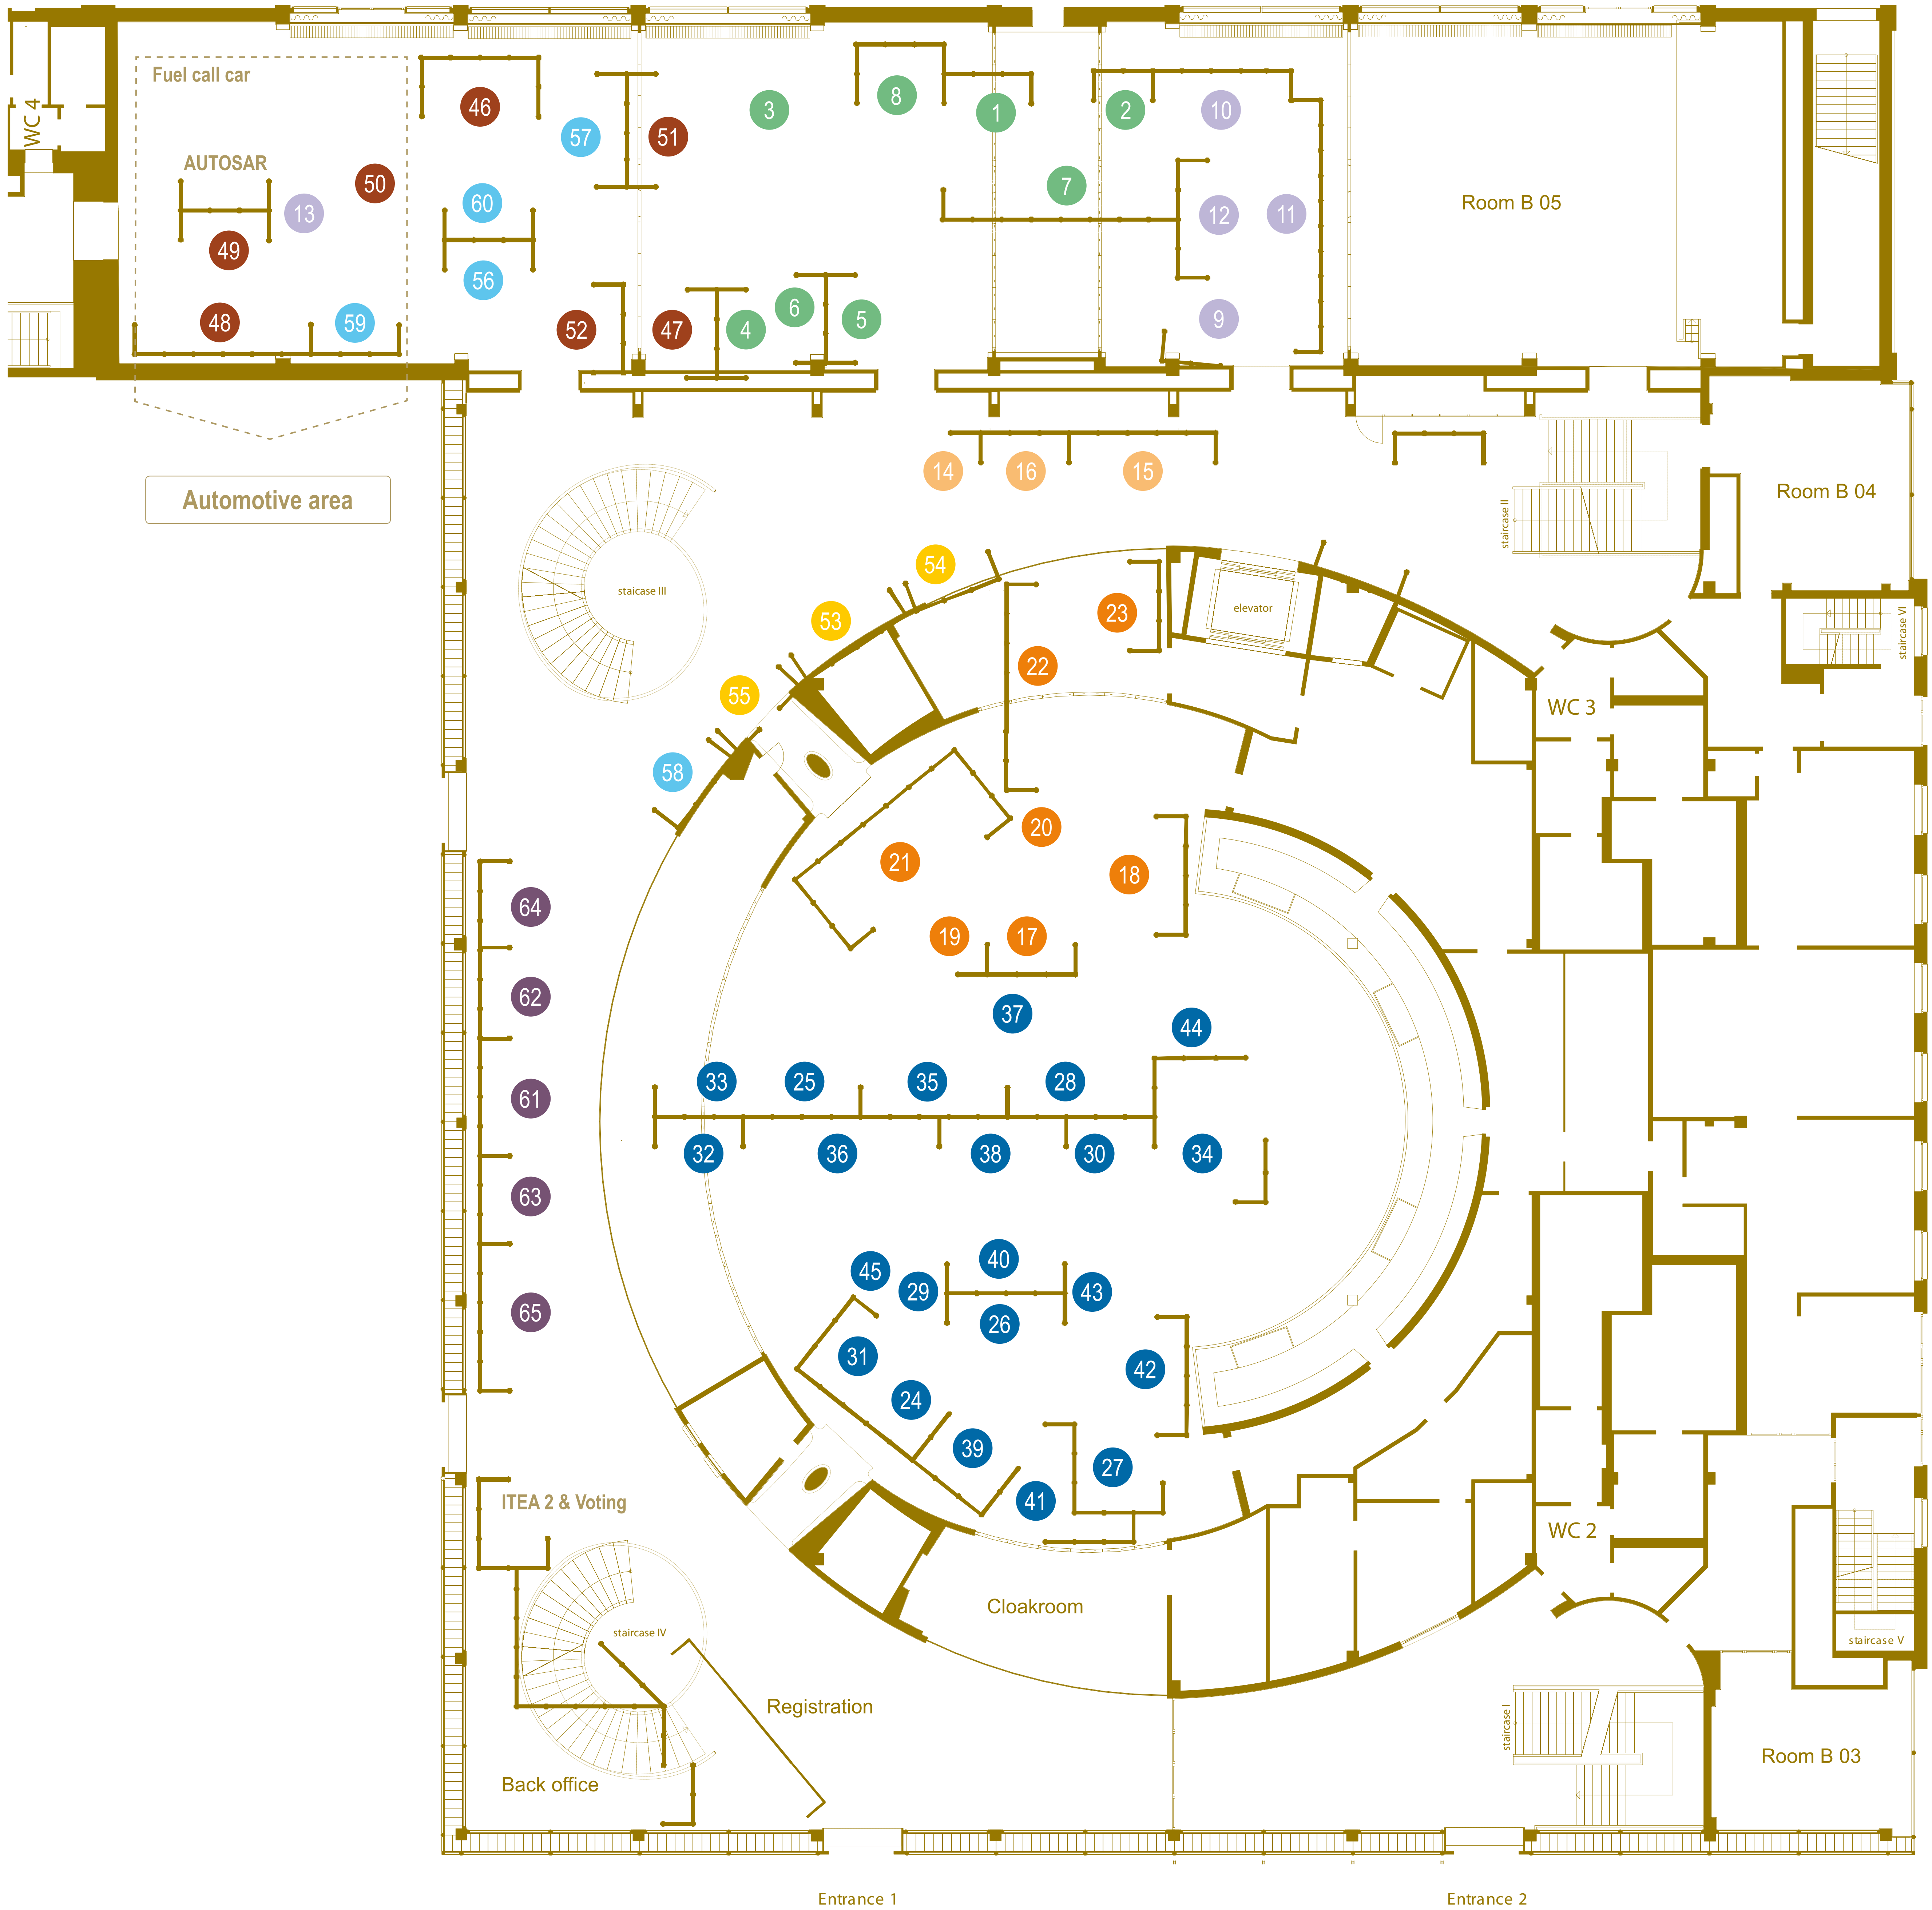 Fuel call car
46
8
3
1
2
10
WC 4
57
51
AUTOSAR
50
7
13
60
12
11
Room B 05
49
56
6
5
9
48
59
52
47
4
14
16
15
Automotive area
Room B 04
staircase II
54
staicase III
53
23
elevator
staircase VI
22
55
WC 3
58
20
21
18
64
19
17
62
37
44
33
25
35
28
61
32
36
38
30
34
63
40
45
29
43
65
26
31
42
24
39
27
41
ITEA 2 & Voting
WC 2
Cloakroom
staircase IV
staircase V
Registration
staircase I
Room B 03
Back office
Entrance 1
Entrance 2